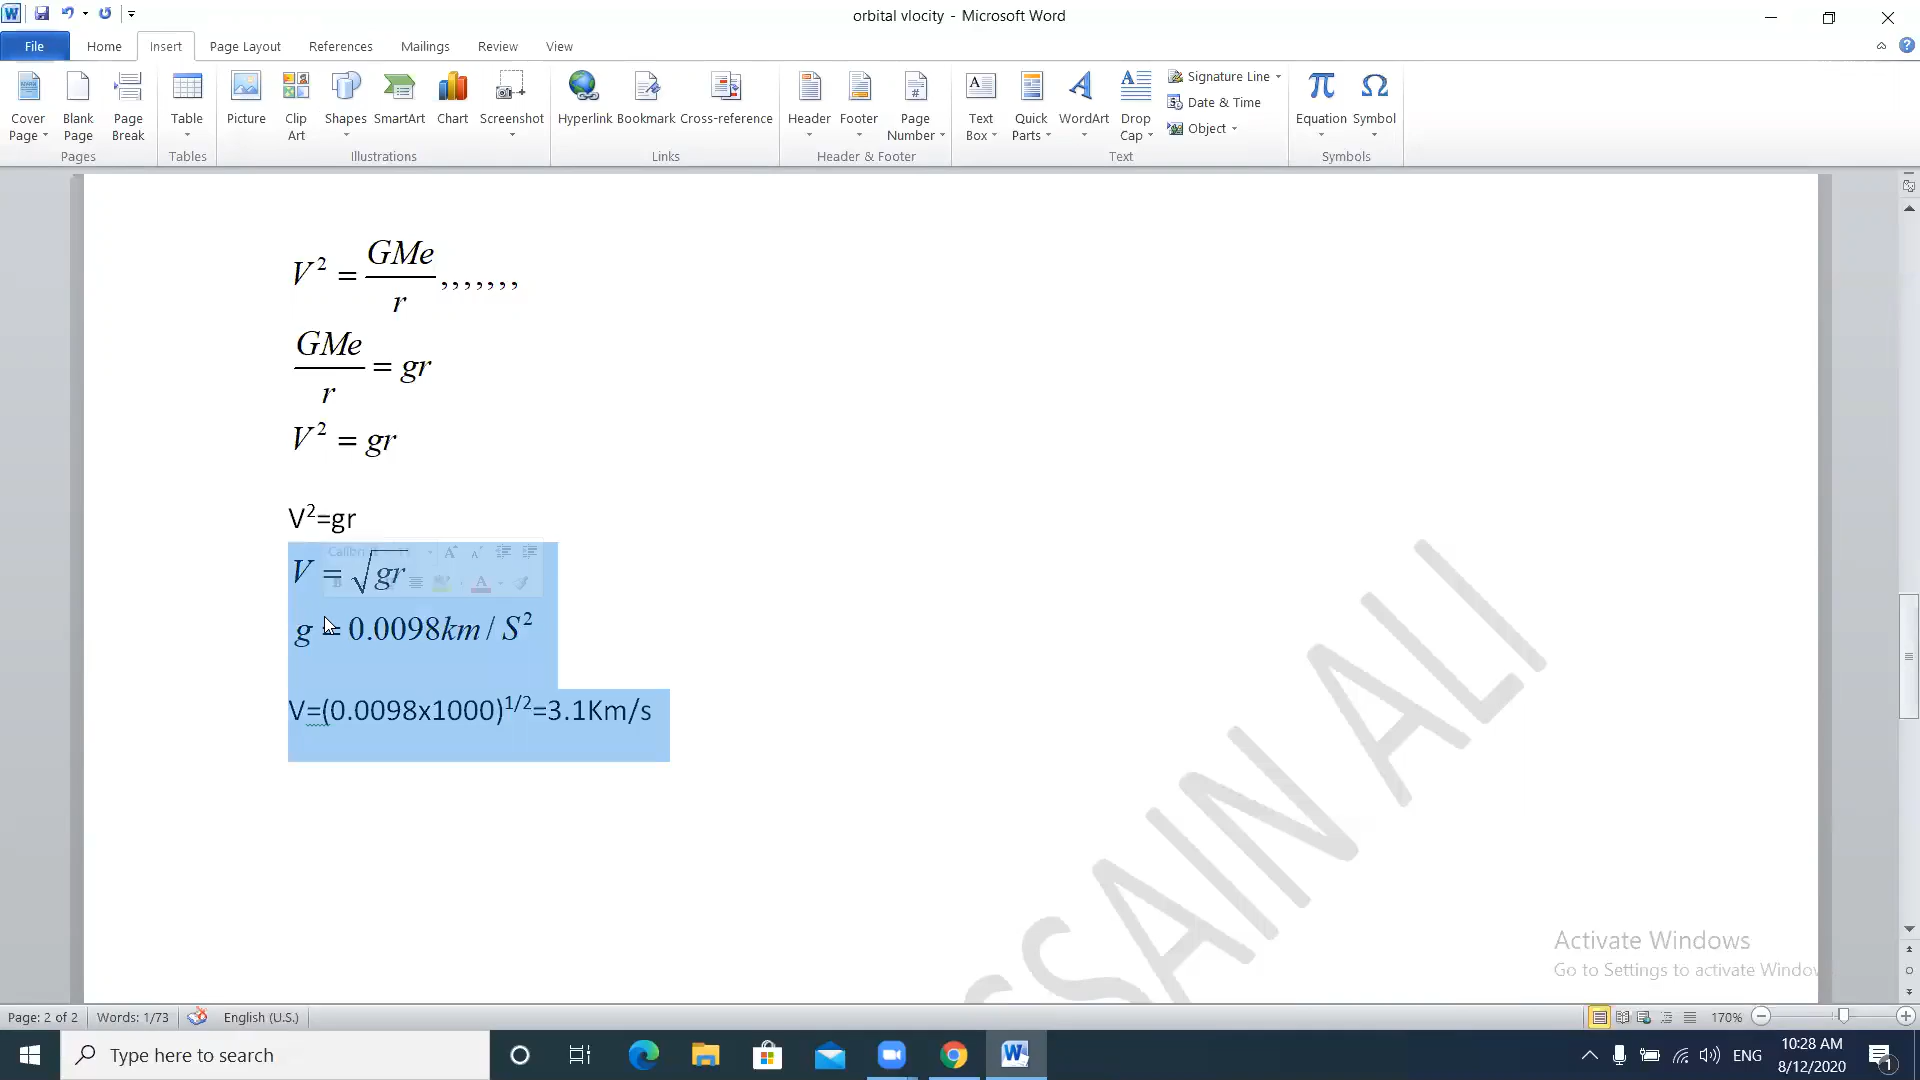 orbital vlocity - Microsoft Word
File Home Insert Page Layout References Mailings Review View
Cover Page
Blank Page
Page Break
Table
Picture
Clip Art
Shapes
SmartArt
Chart
Screenshot
Hyperlink
Bookmark
Cross-reference
Header
Footer
Page Number
Text Box
Quick Parts
WordArt
Drop Cap
Signature Line
Date & Time
Object
Equation
Symbol
Pages Tables Illustrations Links Header & Footer Text Symbols
V² = GMe / r ,,,,,,,
GMe / r = gr
V² = gr
V²=gr
V = √gr
g = 0.0098km / S²
V=(0.0098x1000)^1/2=3.1Km/s
SSAIN ALI
Activate Windows
Go to Settings to activate Window
Page: 2 of 2 Words: 1/73 English (U.S.) 170%
Type here to search
ENG
10:28 AM
8/12/2020
1